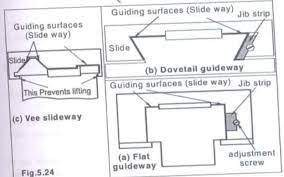 Guiding surfaces
(Slide way)
Slide
This Prevents lifting
(c) Vee slideway
Fig.5.24
Guiding surfaces (Slide way)
Jib strip
Slide
(b) Dovetail guideway
Guiding surfaces (slide way)
Jib strip
(a) Flat
guideway
adjustment
screw